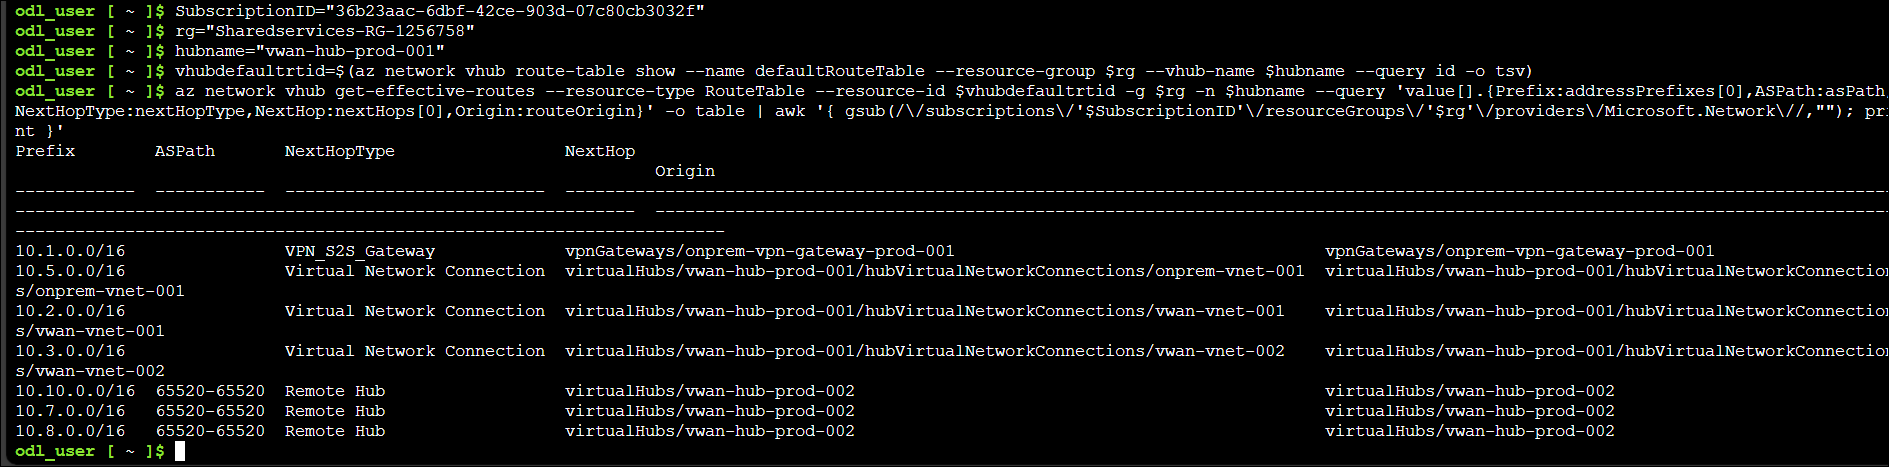 odl_user [ ~ ]$ SubscriptionID="36b23aac-6dbf-42ce-903d-07c80cb3032f"
odl_user [ ~ ]$ rg="Sharedservices-RG-1256758"
odl_user [ ~ ]$ hubname="vwan-hub-prod-001"
odl_user [ ~ ]$ vhubdefaultrtid=$(az network vhub route-table show --name defaultRouteTable --resource-group $rg --vhub-name $hubname --query id -o tsv)
odl_user [ ~ ]$ az network vhub get-effective-routes --resource-type RouteTable --resource-id $vhubdefaultrtid -g $rg -n $hubname --query 'value[].{Prefix:addressPrefixes[0],ASPath:asPath,
NextHopType:nextHopType,NextHop:nextHops[0],Origin:routeOrigin}' -o table | awk '{ gsub(/\/subscriptions\/'$SubscriptionID'\/resourceGroups\/'$rg'\/providers\/Microsoft.Network\//,""); pri
nt }'
Prefix        ASPath       NextHopType                 NextHop
Origin
------------  -----------  --------------------------  ------------------------------------------------------------------------------------------------------------------------------------
--------------------------------------------------------------  ---------------------------------------------------------------------------------------------------------------------------
-----------------------------------------------------------------------
10.1.0.0/16                VPN_S2S_Gateway             vpnGateways/onprem-vpn-gateway-prod-001                                     vpnGateways/onprem-vpn-gateway-prod-001
10.5.0.0/16                Virtual Network Connection  virtualHubs/vwan-hub-prod-001/hubVirtualNetworkConnections/onprem-vnet-001  virtualHubs/vwan-hub-prod-001/hubVirtualNetworkConnection
s/onprem-vnet-001
10.2.0.0/16                Virtual Network Connection  virtualHubs/vwan-hub-prod-001/hubVirtualNetworkConnections/vwan-vnet-001    virtualHubs/vwan-hub-prod-001/hubVirtualNetworkConnection
s/vwan-vnet-001
10.3.0.0/16                Virtual Network Connection  virtualHubs/vwan-hub-prod-001/hubVirtualNetworkConnections/vwan-vnet-002    virtualHubs/vwan-hub-prod-001/hubVirtualNetworkConnection
s/vwan-vnet-002
10.10.0.0/16  65520-65520  Remote Hub                  virtualHubs/vwan-hub-prod-002                                               virtualHubs/vwan-hub-prod-002
10.7.0.0/16   65520-65520  Remote Hub                  virtualHubs/vwan-hub-prod-002                                               virtualHubs/vwan-hub-prod-002
10.8.0.0/16   65520-65520  Remote Hub                  virtualHubs/vwan-hub-prod-002                                               virtualHubs/vwan-hub-prod-002
odl_user [ ~ ]$